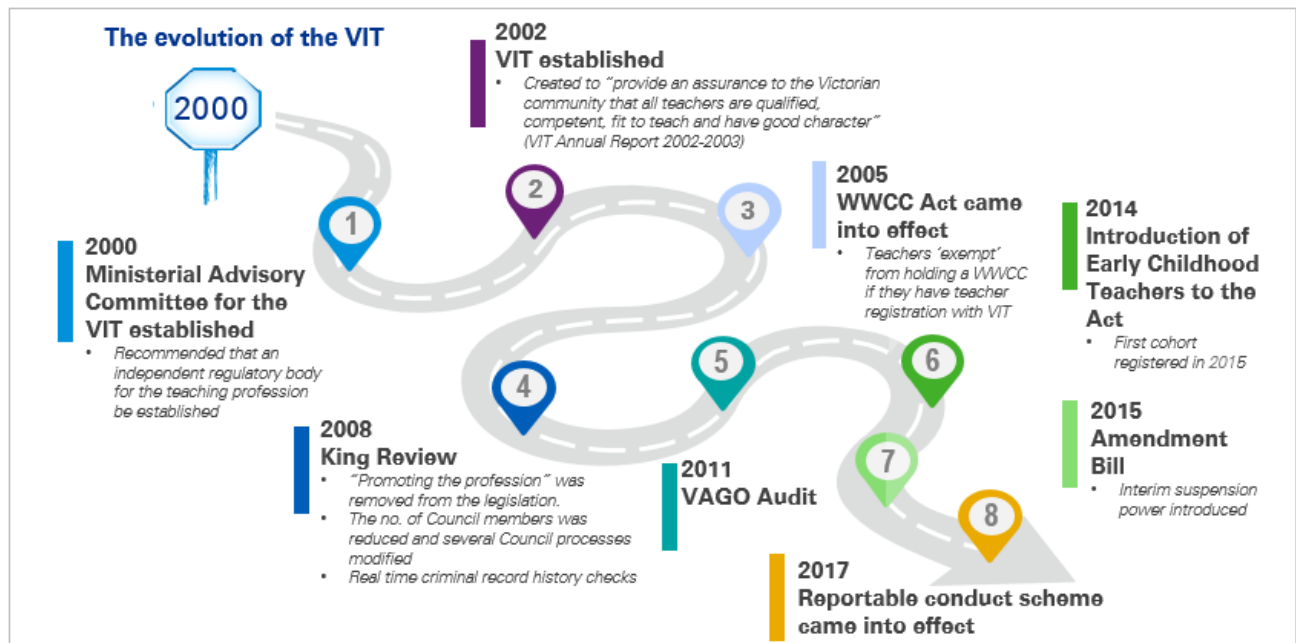 The evolution of the VIT
2000
1
2000
Ministerial Advisory
Committee for the
VIT established
• Recommended that an
independent regulatory body
for the teaching profession
be established
2
2002
VIT established
• Created to “provide an assurance to the Victorian
community that all teachers are qualified,
competent, fit to teach and have good character”
(VIT Annual Report 2002-2003)
3
2005
WWCC Act came
into effect
• Teachers ‘exempt’
from holding a WWCC
if they have teacher
registration with VIT
4
2008
King Review
• “Promoting the profession” was
removed from the legislation.
• The no. of Council members was
reduced and several Council processes
modified
• Real time criminal record history checks
5
2011
VAGO Audit
6
2014
Introduction of
Early Childhood
Teachers to the
Act
• First cohort
registered in 2015
7
2015
Amendment
Bill
• Interim suspension
power introduced
8
2017
Reportable conduct scheme
came into effect